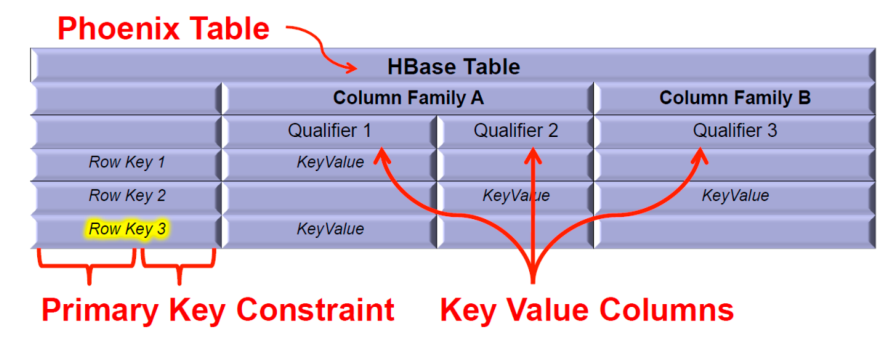 Phoenix Table
HBase Table
Column Family A Column Family B
Qualifier 1 Qualifier 2 Qualifier 3
Row Key 1 KeyValue
Row Key 2 KeyValue KeyValue
Row Key 3 KeyValue
Primary Key Constraint Key Value Columns